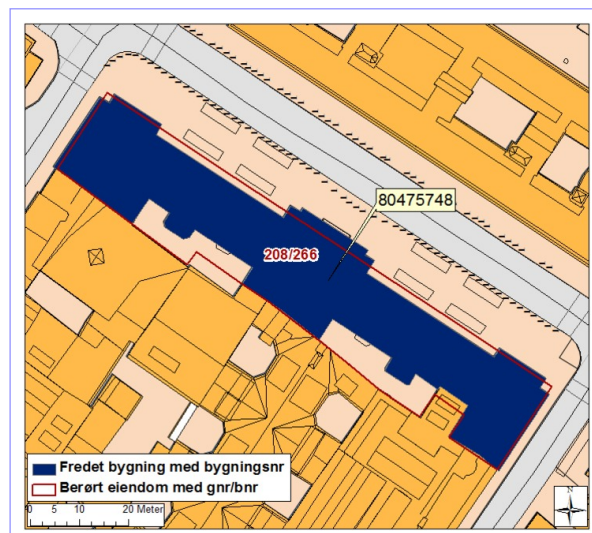 80475748
208/266
Fredet bygning med bygningsnr
Berørt eiendom med gnr/bnr
0 5 10 20 Meter